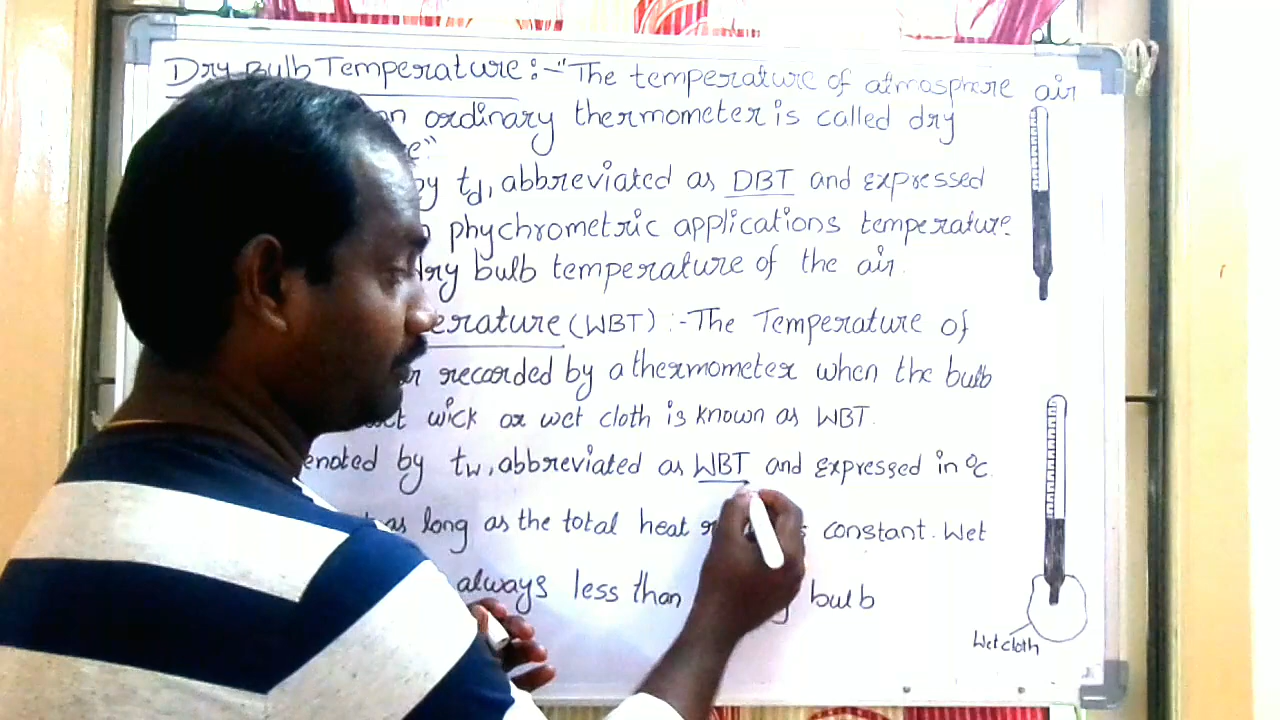 Dry Bulb Temperature:- "The temperature of atmosphere air
ordinary thermometer is called dry
by td, abbreviated as DBT and expressed
phychrometric applications temperature
dry bulb temperature of the air.
(WBT) :- The Temperature of
recorded by a thermometer when the bulb
wick or wet cloth is known as WBT.
by tw, abbreviated as WBT and expressed in °C.
as long as the total heat constant. Wet
always less than bulb
Wet cloth